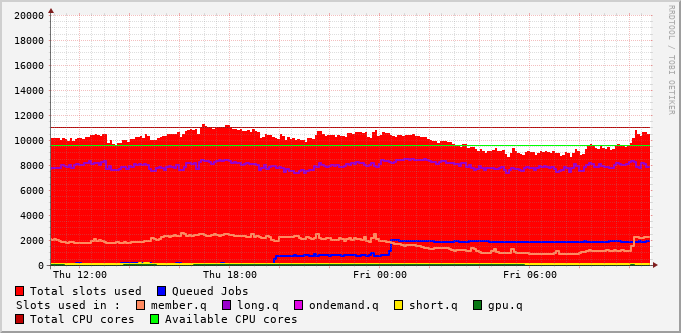 RRDTOOL / TOBI OETIKER
20000
18000
16000
14000
12000
10000
8000
6000
4000
2000
0
Thu 12:00 Thu 18:00 Fri 00:00 Fri 06:00
Total slots used Queued Jobs
Slots used in : member.q long.q ondemand.q short.q gpu.q
Total CPU cores Available CPU cores